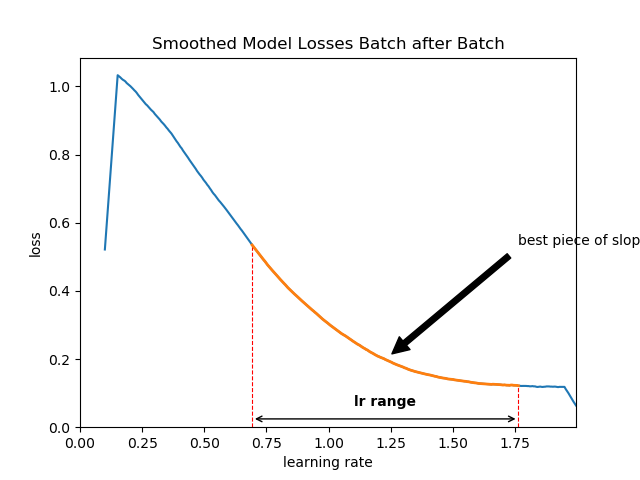 Smoothed Model Losses Batch after Batch
1.0
0.8
0.6
0.4
0.2
0.0
loss
best piece of slop
lr range
0.00 0.25 0.50 0.75 1.00 1.25 1.50 1.75
learning rate